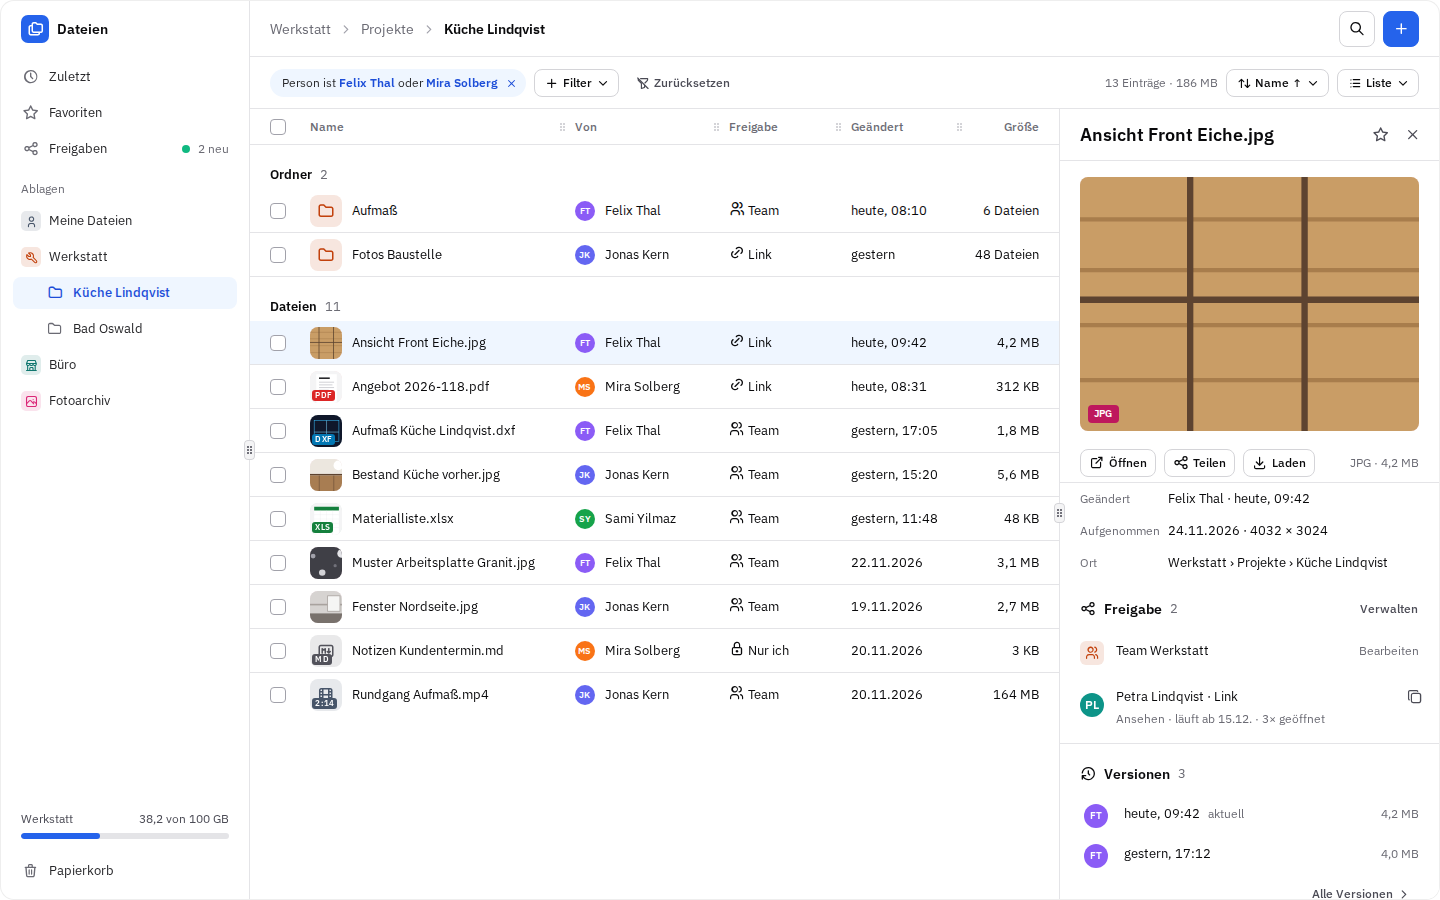 Dateien
Zuletzt
Favoriten
Freigaben 2 neu
Ablagen
Meine Dateien
Werkstatt
Küche Lindqvist
Bad Oswald
Büro
Fotoarchiv
Werkstatt 38,2 von 100 GB
Papierkorb
Werkstatt Projekte Küche Lindqvist
Person ist Felix Thal oder Mira Solberg Filter Zurücksetzen 13 Einträge · 186 MB Name ↑ Liste
Name Von Freigabe Geändert Größe
Ordner 2
Aufmaß FT Felix Thal Team heute, 08:10 6 Dateien
Fotos Baustelle JK Jonas Kern Link gestern 48 Dateien
Dateien 11
Ansicht Front Eiche.jpg FT Felix Thal Link heute, 09:42 4,2 MB
PDF Angebot 2026-118.pdf MS Mira Solberg Link heute, 08:31 312 KB
DXF Aufmaß Küche Lindqvist.dxf FT Felix Thal Team gestern, 17:05 1,8 MB
Bestand Küche vorher.jpg JK Jonas Kern Team gestern, 15:20 5,6 MB
XLS Materialliste.xlsx SY Sami Yilmaz Team gestern, 11:48 48 KB
Muster Arbeitsplatte Granit.jpg FT Felix Thal Team 22.11.2026 3,1 MB
Fenster Nordseite.jpg JK Jonas Kern Team 19.11.2026 2,7 MB
MD Notizen Kundentermin.md MS Mira Solberg Nur ich 20.11.2026 3 KB
2:14 Rundgang Aufmaß.mp4 JK Jonas Kern Team 20.11.2026 164 MB
Ansicht Front Eiche.jpg
JPG
Öffnen Teilen Laden JPG · 4,2 MB
Geändert Felix Thal · heute, 09:42
Aufgenommen 24.11.2026 · 4032 × 3024
Ort Werkstatt › Projekte › Küche Lindqvist
Freigabe 2 Verwalten
Team Werkstatt Bearbeiten
PL Petra Lindqvist · Link
Ansehen · läuft ab 15.12. · 3× geöffnet
Versionen 3
FT heute, 09:42 aktuell 4,2 MB
FT gestern, 17:12 4,0 MB
Alle Versionen